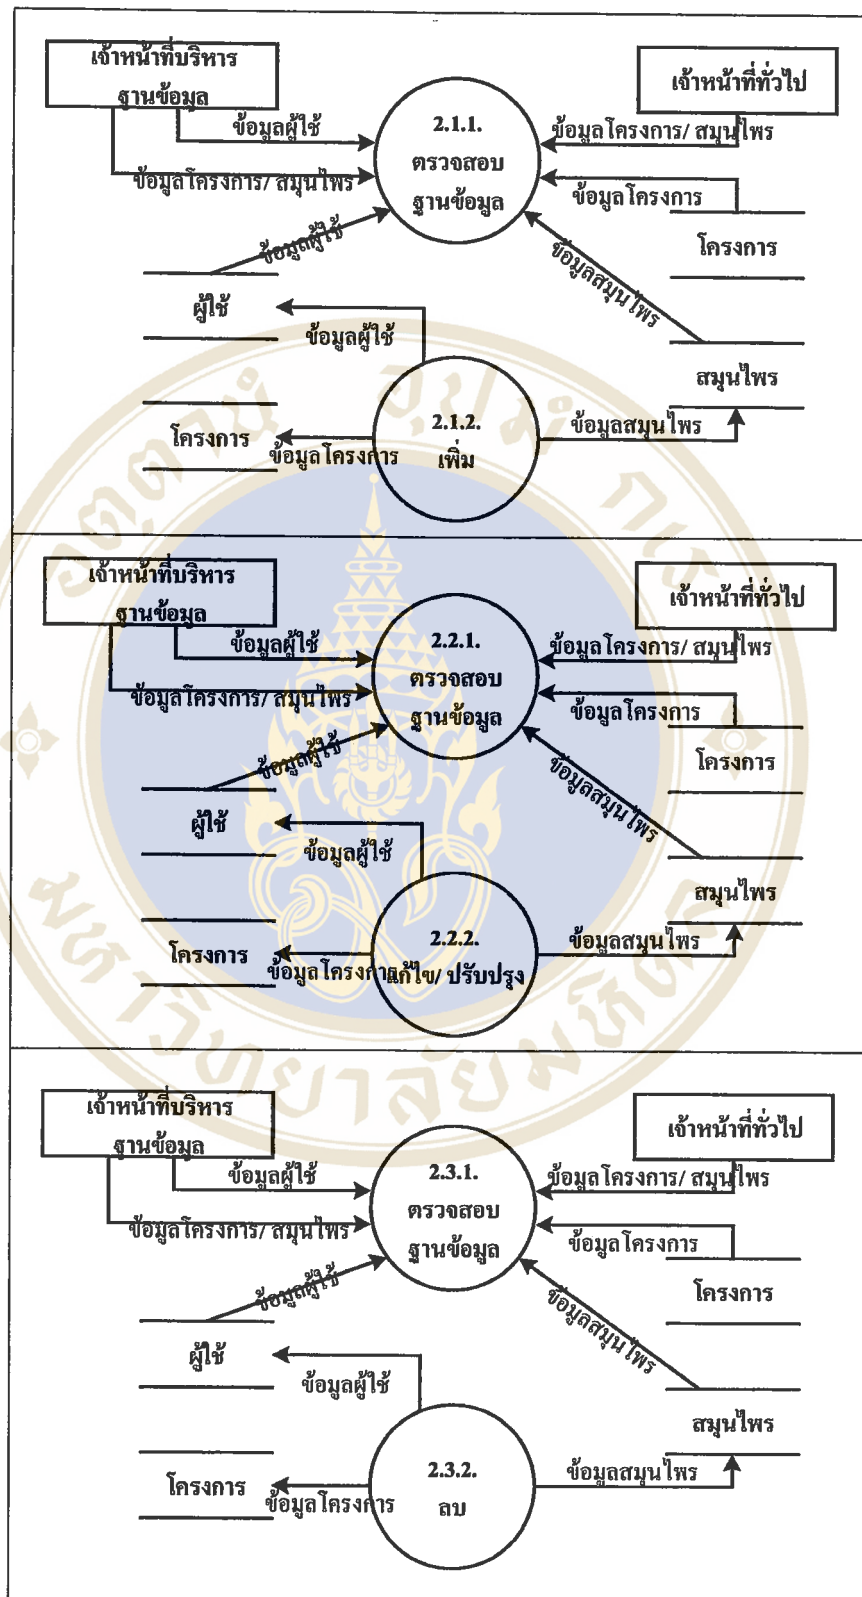 เจ้าหน้าที่บริหาร
ฐานข้อมูล
เจ้าหน้าที่ทั่วไป
2.1.1.
ตรวจสอบ
ฐานข้อมูล
ข้อมูลผู้ใช้
ข้อมูลโครงการ/ สมุนไพร
ข้อมูลโครงการ/ สมุนไพร
ข้อมูลโครงการ
ข้อมูลผู้ใช้
ข้อมูลสมุนไพร
โครงการ
ผู้ใช้
ข้อมูลผู้ใช้
สมุนไพร
โครงการ
ข้อมูลโครงการ
2.1.2.
เพิ่ม
ข้อมูลสมุนไพร
เจ้าหน้าที่บริหาร
ฐานข้อมูล
เจ้าหน้าที่ทั่วไป
2.2.1.
ตรวจสอบ
ฐานข้อมูล
ข้อมูลผู้ใช้
ข้อมูลโครงการ/ สมุนไพร
ข้อมูลโครงการ/ สมุนไพร
ข้อมูลโครงการ
ข้อมูลผู้ใช้
ข้อมูลสมุนไพร
โครงการ
ผู้ใช้
ข้อมูลผู้ใช้
สมุนไพร
โครงการ
ข้อมูลโครงการ
2.2.2.
แก้ไข/ ปรับปรุง
ข้อมูลสมุนไพร
เจ้าหน้าที่บริหาร
ฐานข้อมูล
เจ้าหน้าที่ทั่วไป
2.3.1.
ตรวจสอบ
ฐานข้อมูล
ข้อมูลผู้ใช้
ข้อมูลโครงการ/ สมุนไพร
ข้อมูลโครงการ/ สมุนไพร
ข้อมูลโครงการ
ข้อมูลผู้ใช้
ข้อมูลสมุนไพร
โครงการ
ผู้ใช้
ข้อมูลผู้ใช้
สมุนไพร
โครงการ
ข้อมูลโครงการ
2.3.2.
ลบ
ข้อมูลสมุนไพร
อตฺตานํ อุปมํ กเร
มหาวิทยาลัยมหิดล